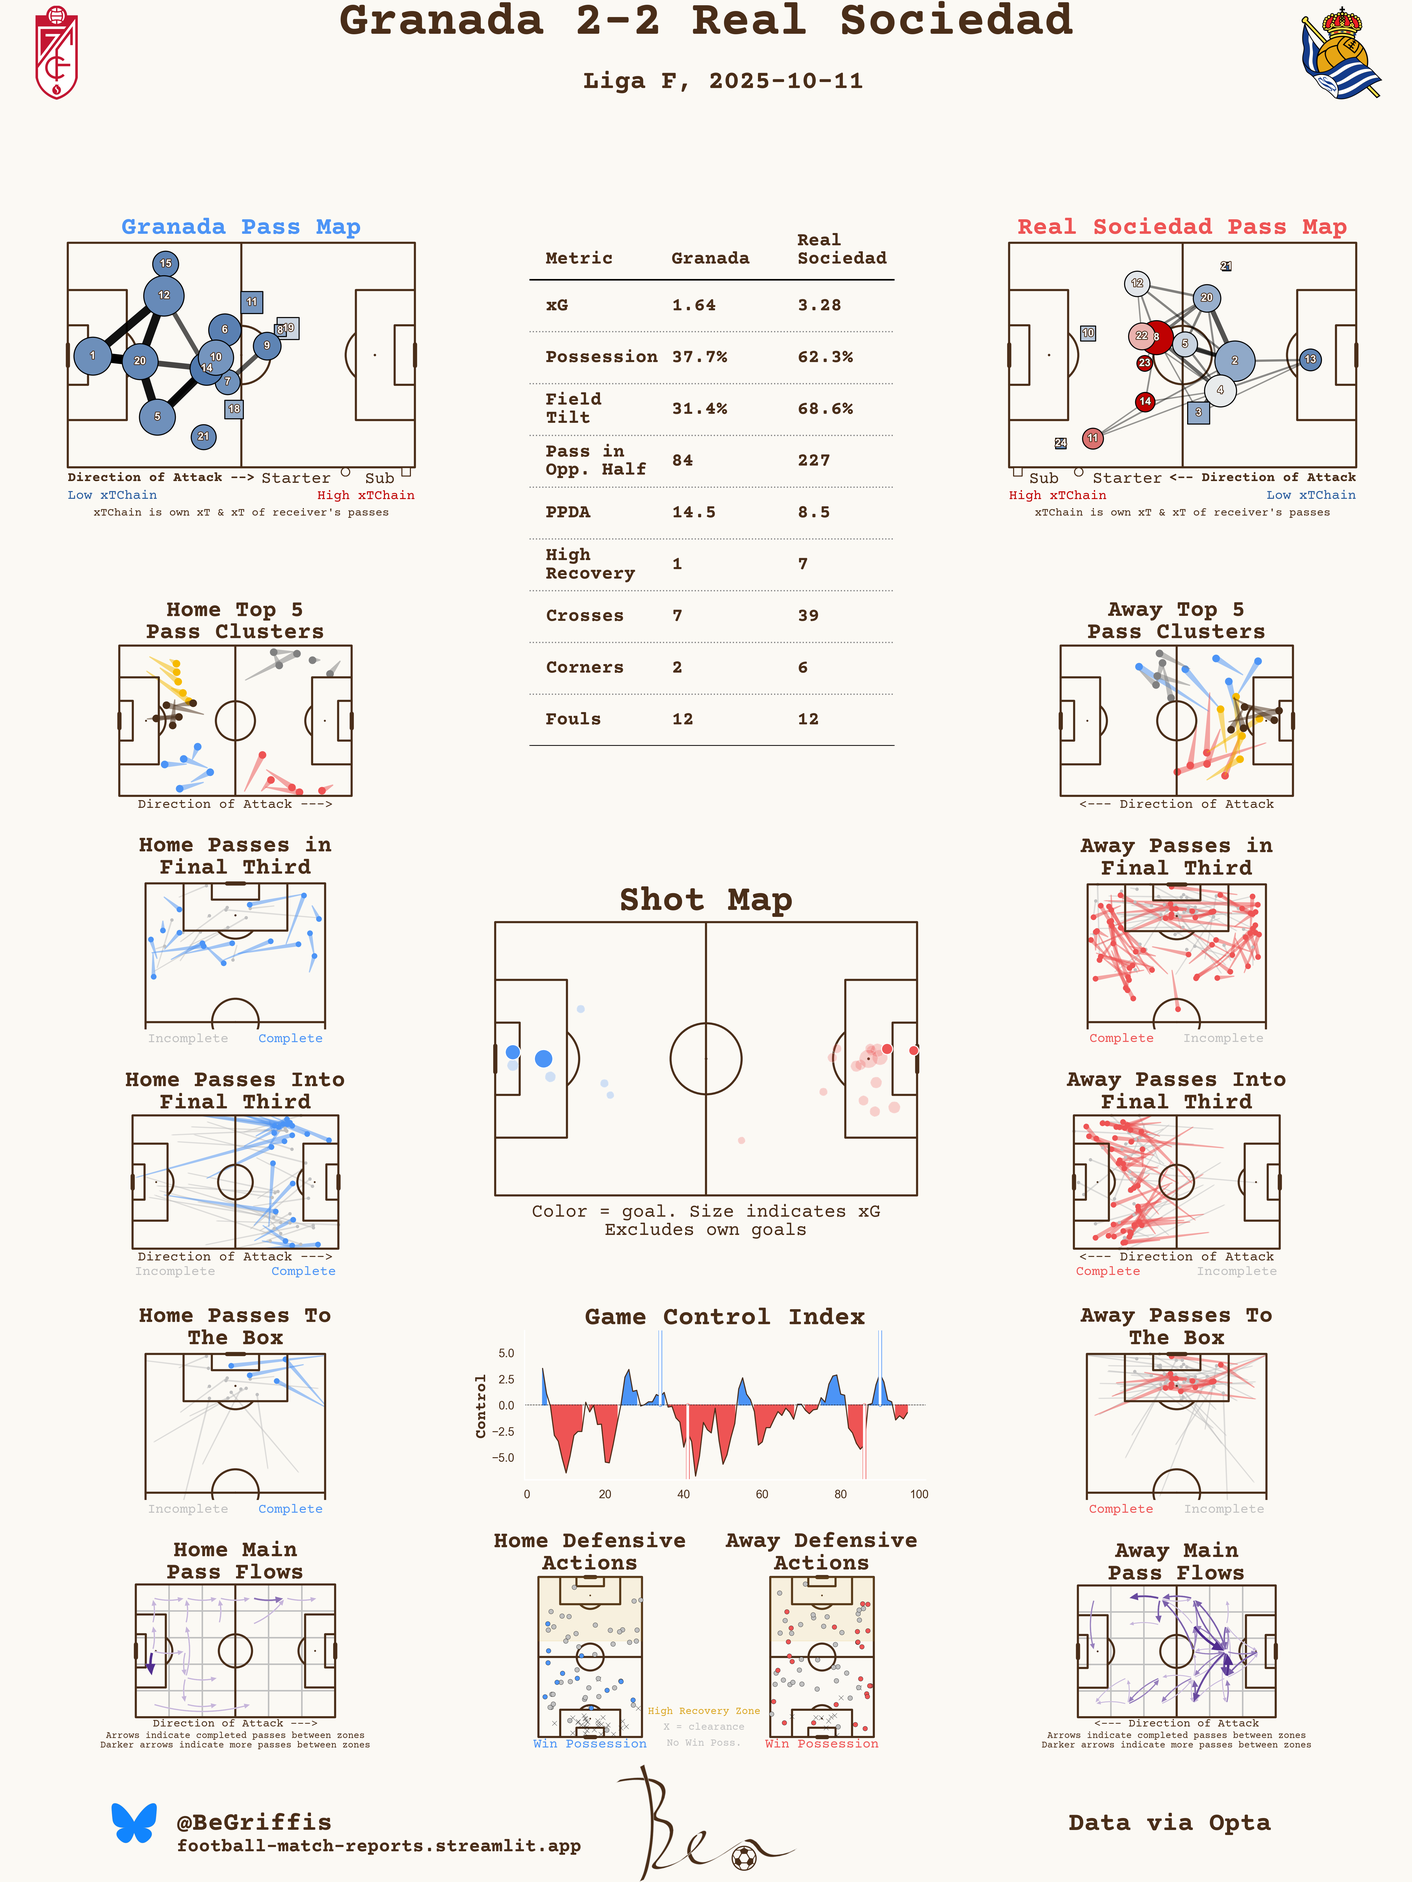 Granada 2-2 Real Sociedad
Liga F, 2025-10-11
Granada Pass Map
15
12
11
6
8
19
1
20
10
14
9
7
5
18
21
Direction of Attack --> Starter Sub
Low xTChain High xTChain
xTChain is own xT & xT of receiver's passes
Metric Granada Real Sociedad
xG 1.64 3.28
Possession 37.7% 62.3%
Field Tilt 31.4% 68.6%
Pass in Opp. Half 84 227
PPDA 14.5 8.5
High Recovery 1 7
Crosses 7 39
Corners 2 6
Fouls 12 12
Real Sociedad Pass Map
21
12
20
10
22
8
5
23
2
13
4
14
3
11
24
Sub Starter <-- Direction of Attack
High xTChain Low xTChain
xTChain is own xT & xT of receiver's passes
Home Top 5
Pass Clusters
Direction of Attack --->
Away Top 5
Pass Clusters
<--- Direction of Attack
Home Passes in
Final Third
Incomplete Complete
Away Passes in
Final Third
Complete Incomplete
Shot Map
Color = goal. Size indicates xG
Excludes own goals
Home Passes Into
Final Third
Direction of Attack --->
Incomplete Complete
Away Passes Into
Final Third
<--- Direction of Attack
Complete Incomplete
Home Passes To
The Box
Incomplete Complete
Game Control Index
Control
5.0
2.5
0.0
−2.5
−5.0
0 20 40 60 80 100
Away Passes To
The Box
Complete Incomplete
Home Main
Pass Flows
Direction of Attack --->
Arrows indicate completed passes between zones
Darker arrows indicate more passes between zones
Home Defensive
Actions
Win Possession
High Recovery Zone
X = clearance
No Win Poss.
Away Defensive
Actions
Win Possession
Away Main
Pass Flows
<--- Direction of Attack
Arrows indicate completed passes between zones
Darker arrows indicate more passes between zones
@BeGriffis
football-match-reports.streamlit.app
Ben
Data via Opta